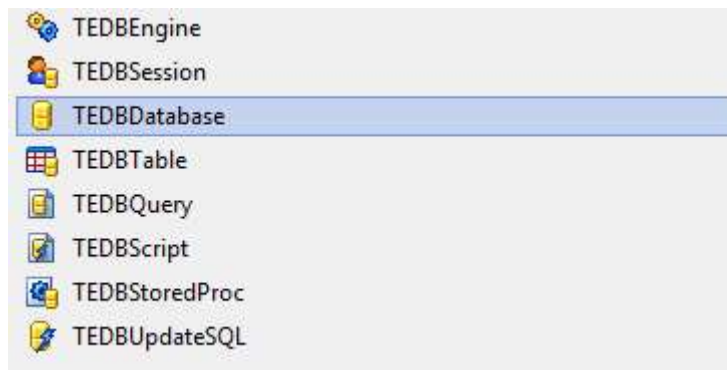 TEDBEngine
TEDBSession
TEDBDatabase
TEDBTable
TEDBQuery
TEDBScript
TEDBStoredProc
TEDBUpdateSQL